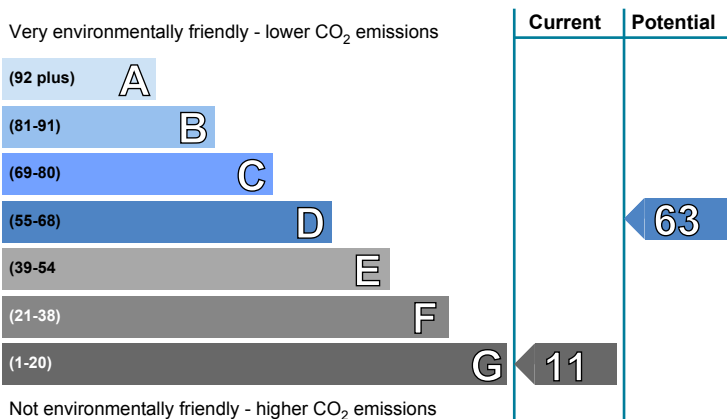 Current Potential
Very environmentally friendly - lower CO2 emissions
(92 plus) A
(81-91) B
(69-80) C
(55-68) D 63
(39-54 E
(21-38) F
(1-20) G 11
Not environmentally friendly - higher CO2 emissions